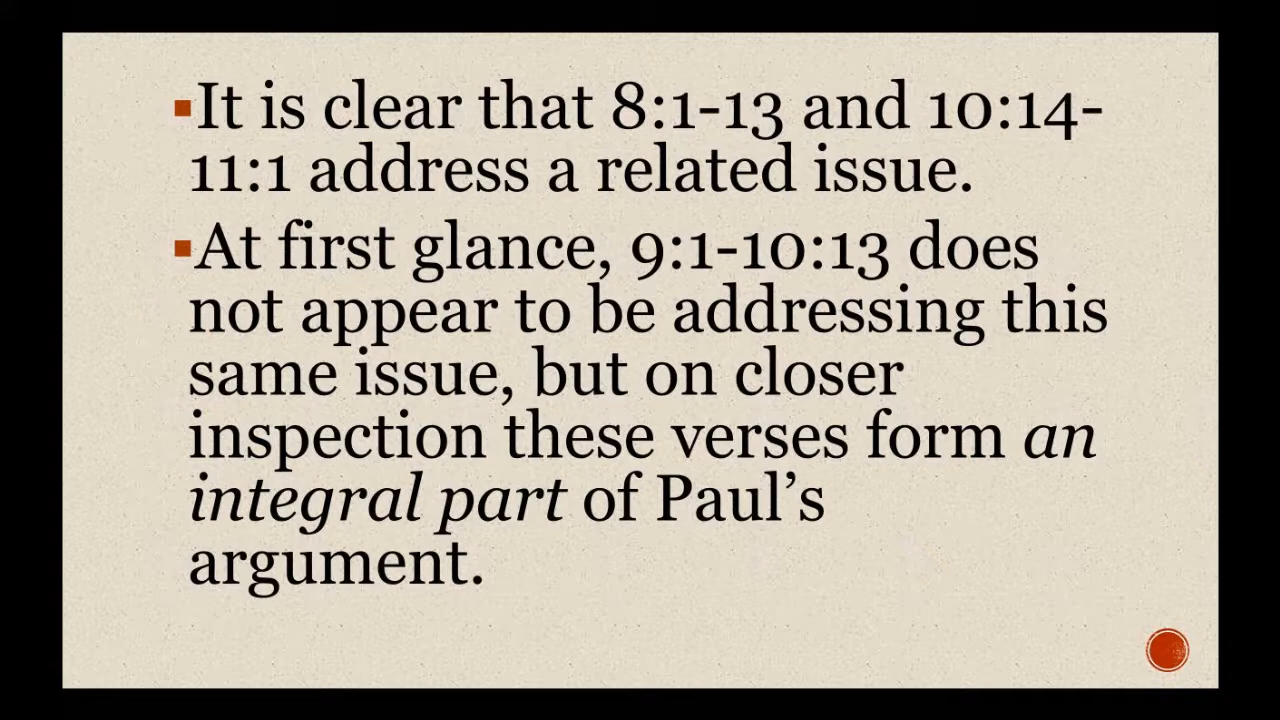 ▪It is clear that 8:1-13 and 10:14-
11:1 address a related issue.
▪At first glance, 9:1-10:13 does
not appear to be addressing this
same issue, but on closer
inspection these verses form an
integral part of Paul’s
argument.